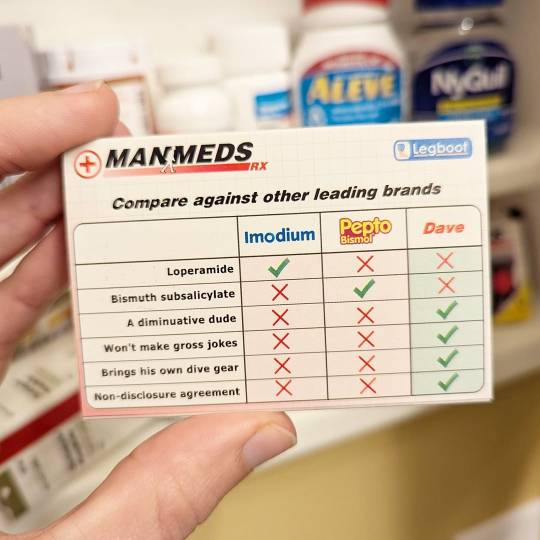 MANMEDS
RX
Legboot
Compare against other leading brands
Imodium
Pepto
Bismol
Dave
Loperamide
Bismuth subsalicylate
A diminuative dude
Won't make gross jokes
Brings his own dive gear
Non-disclosure agreement
ALEVE
NyQuil